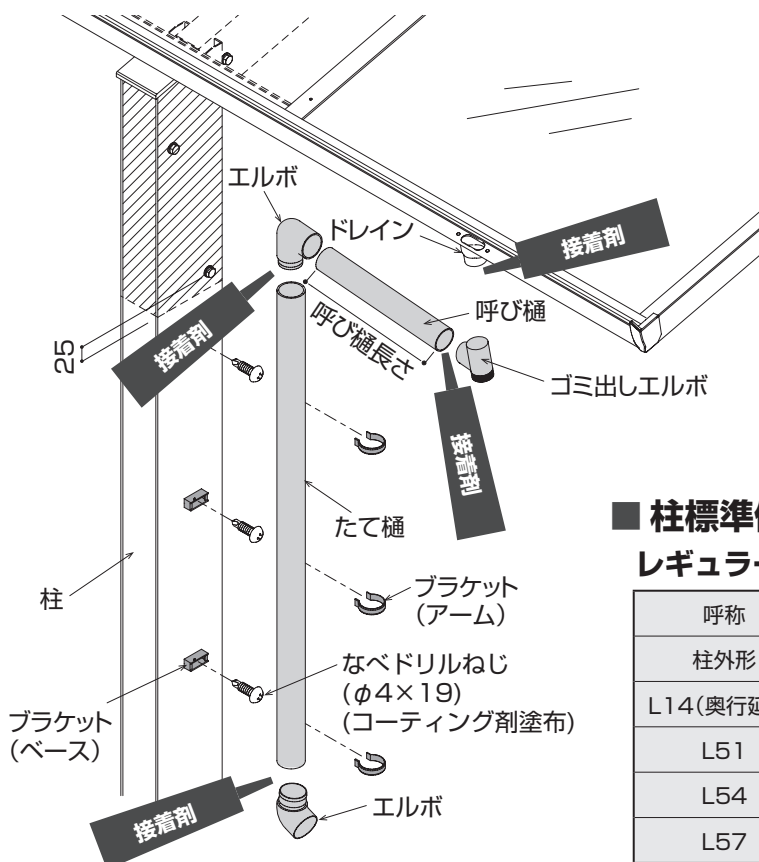 エルボ
ドレイン
接着剤
呼び樋
接着剤
呼び樋長さ
25
ゴミ出しエルボ
接着剤
たて樋
柱
ブラケット
(アーム)
なべドリルねじ
(φ4×19)
(コーティング剤塗布)
ブラケット
(ベース)
接着剤
エルボ
■ 柱標準
レギュラー
呼称
柱外形
L14(奥行
L51
L54
L57